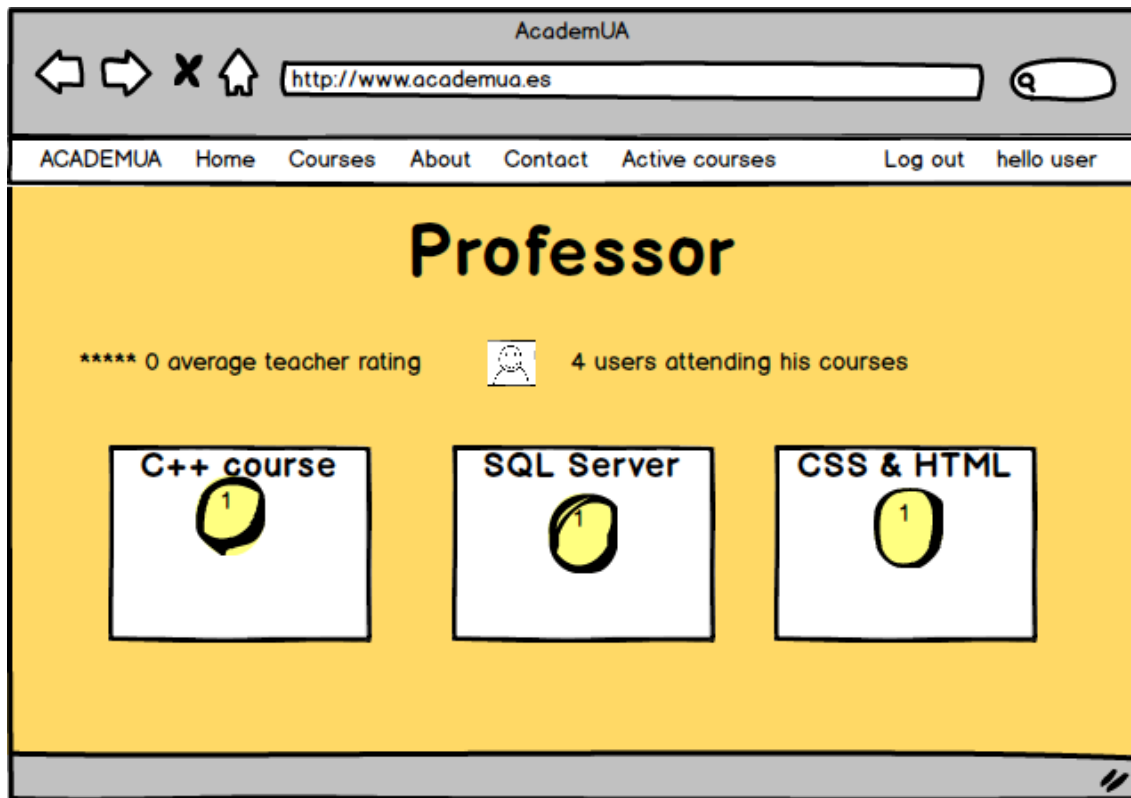 AcademUA
http://www.academua.es
ACADEMUA Home Courses About Contact Active courses Log out hello user
Professor
***** 0 average teacher rating 4 users attending his courses
C++ course SQL Server CSS & HTML
1 1 1